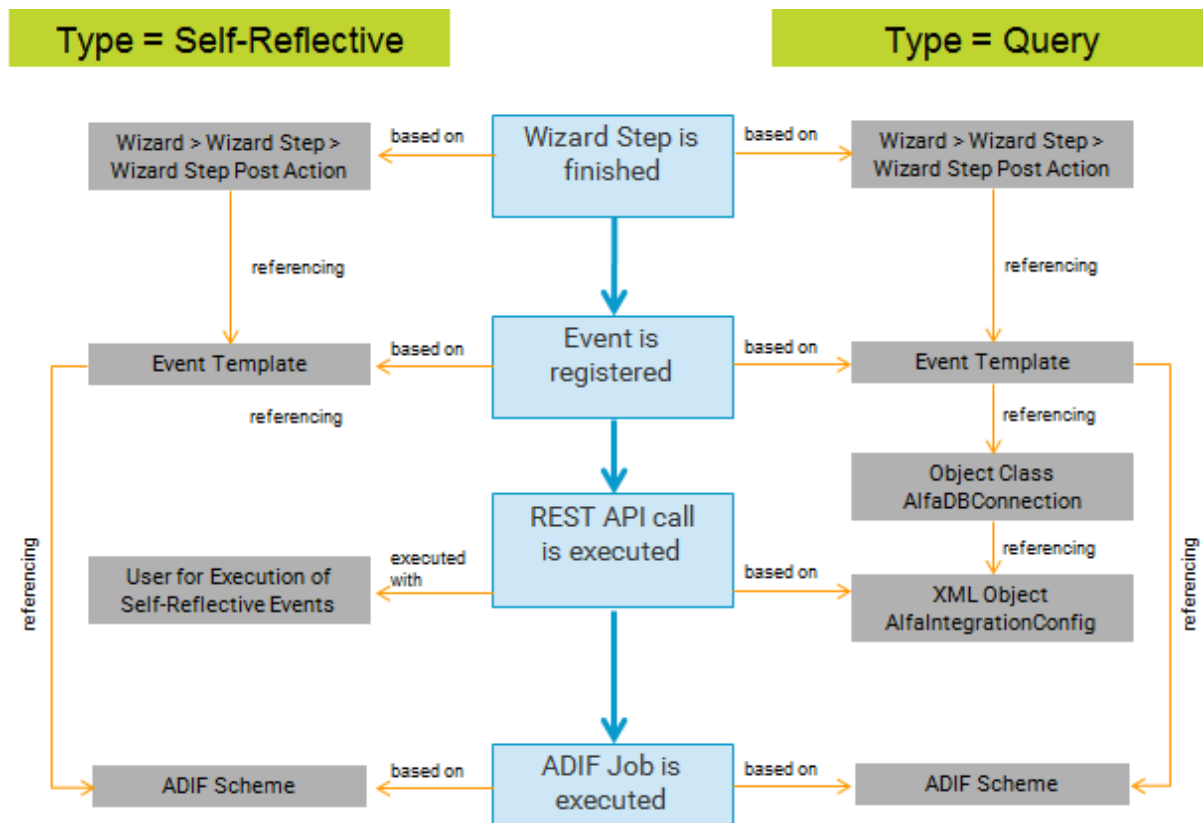 Type = Self-Reflective
Type = Query
Wizard > Wizard Step >
Wizard Step Post Action
based on
Wizard Step is
finished
based on
Wizard > Wizard Step >
Wizard Step Post Action
referencing
referencing
Event Template
based on
Event is
registered
based on
Event Template
referencing
referencing
Object Class
AlfaDBConnection
referencing
REST API call
is executed
executed
with
based on
User for Execution of
Self-Reflective Events
XML Object
AlfaIntegrationConfig
referencing
referencing
ADIF Scheme
based on
ADIF Job is
executed
based on
ADIF Scheme